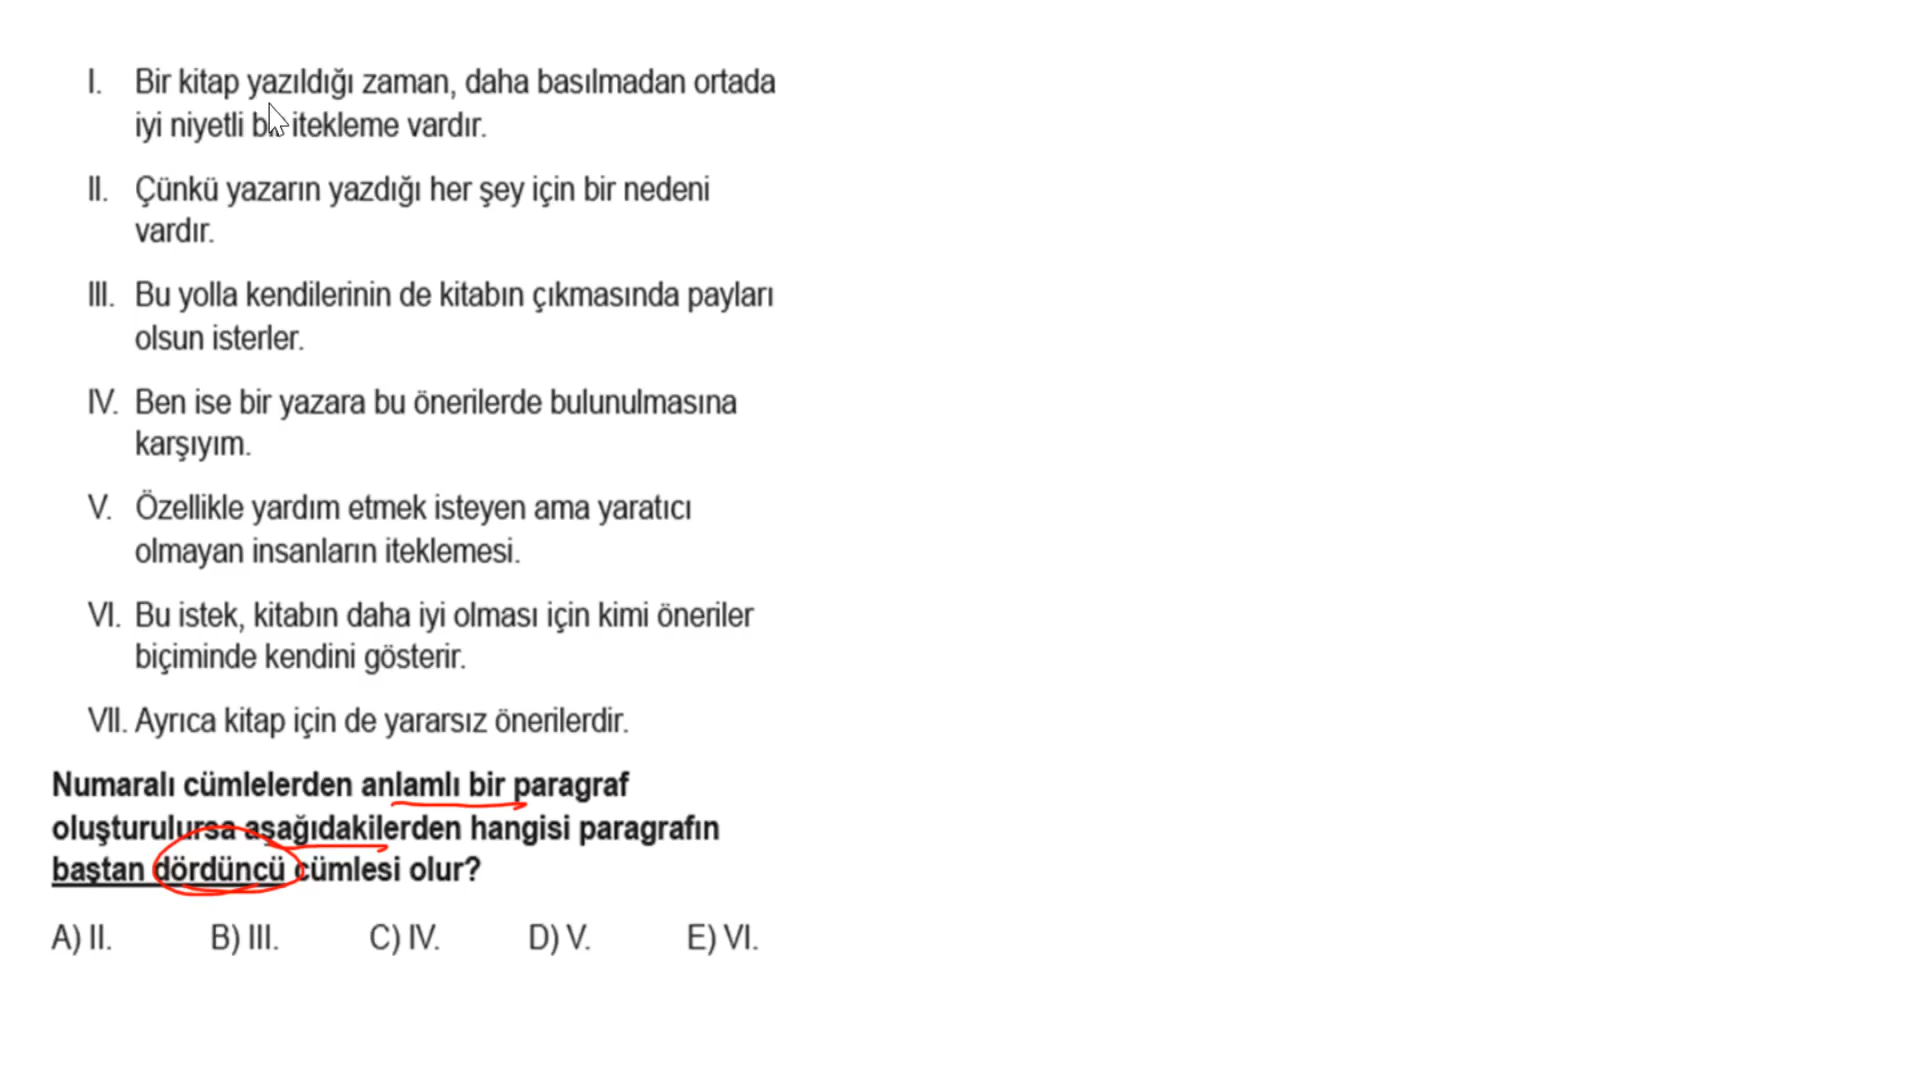 I. Bir kitap yazıldığı zaman, daha basılmadan ortada
iyi niyetli itekleme vardır.
II. Çünkü yazarın yazdığı her şey için bir nedeni
vardır.
III. Bu yolla kendilerinin de kitabın çıkmasında payları
olsun isterler.
IV. Ben ise bir yazara bu önerilerde bulunulmasına
karşıyım.
V. Özellikle yardım etmek isteyen ama yaratıcı
olmayan insanların iteklemesi.
VI. Bu istek, kitabın daha iyi olması için kimi öneriler
biçiminde kendini gösterir.
VII. Ayrıca kitap için de yararsız önerilerdir.
Numaralı cümlelerden anlamlı bir paragraf
oluşturulursa aşağıdakilerden hangisi paragrafın
baştan dördüncü cümlesi olur?
A) II. B) III. C) IV. D) V. E) VI.